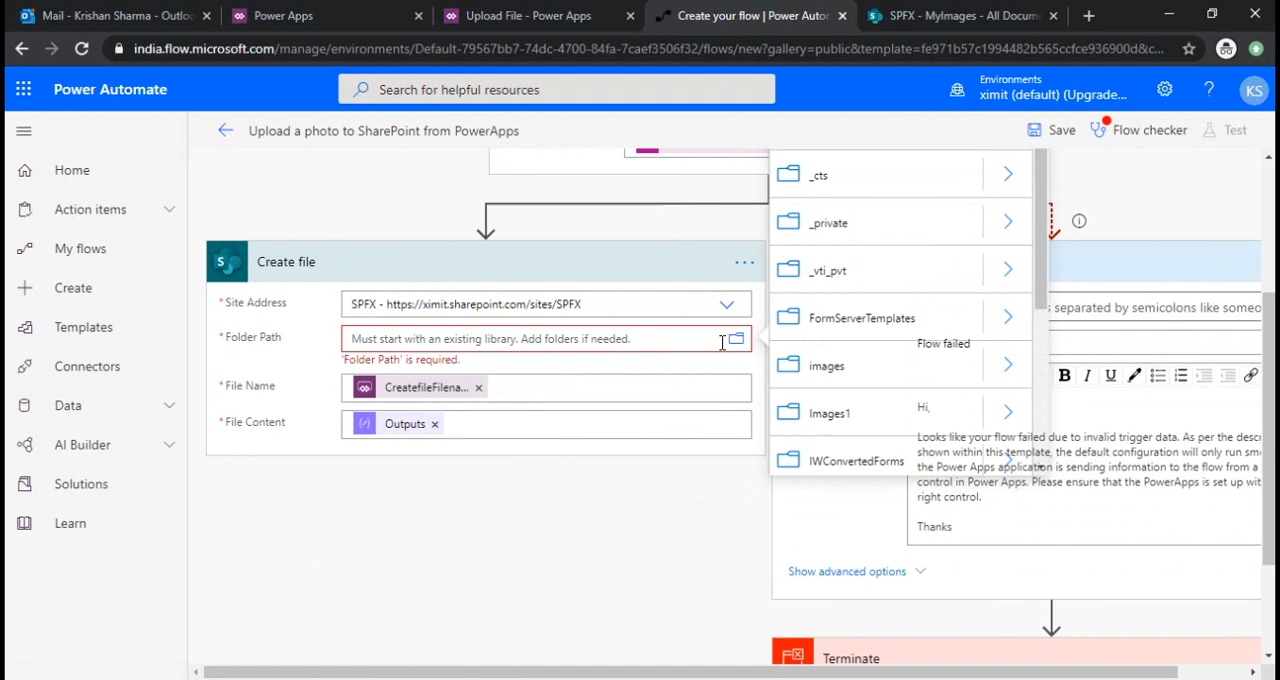 Mail - Krishan Sharma - Outloo
Power Apps
Upload File - Power Apps
Create your flow | Power Autor
SPFX - MyImages - All Docum
india.flow.microsoft.com/manage/environments/Default-79567bb7-74dc-4700-84fa-7caef3506f32/flows/new?gallery=public&template=fe971b57c1994482b565ccfce936900d&c...
Power Automate
Search for helpful resources
Environments
ximit (default) (Upgrade...
KS
Upload a photo to SharePoint from PowerApps
Save
Flow checker
Test
Home
Action items
My flows
Create
Templates
Connectors
Data
AI Builder
Solutions
Learn
Create file
* Site Address
SPFX - https://ximit.sharepoint.com/sites/SPFX
* Folder Path
Must start with an existing library. Add folders if needed.
'Folder Path' is required.
* File Name
CreatefileFilena...
* File Content
Outputs
_cts
_private
_vti_pvt
FormServerTemplates
images
Images1
IWConvertedForms
s separated by semicolons like someo
Flow failed
B I U
Hi,
Looks like your flow failed due to invalid trigger data. As per the descr
shown within this template, the default configuration will only run smo
the Power Apps application is sending information to the flow from a
control in Power Apps. Please ensure that the PowerApps is set up wit
right control.
Thanks
Show advanced options
Terminate